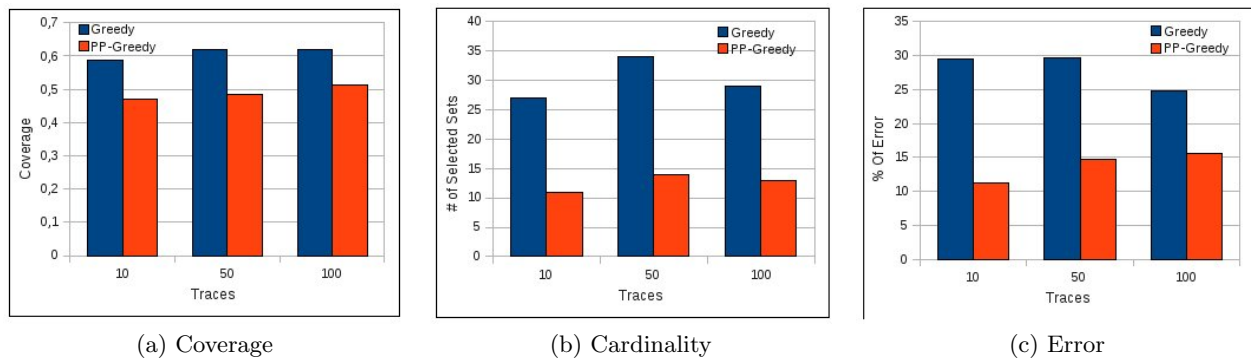 0,7
0,6
0,5
0,4
0,3
0,2
0,1
0
Coverage
Greedy
PP-Greedy
10 50 100
Traces
(a) Coverage
40
35
30
25
20
15
10
5
0
# of Selected Sets
Greedy
PP-Greedy
10 50 100
Traces
(b) Cardinality
35
30
25
20
15
10
5
0
% Of Error
Greedy
PP-Greedy
10 50 100
Traces
(c) Error